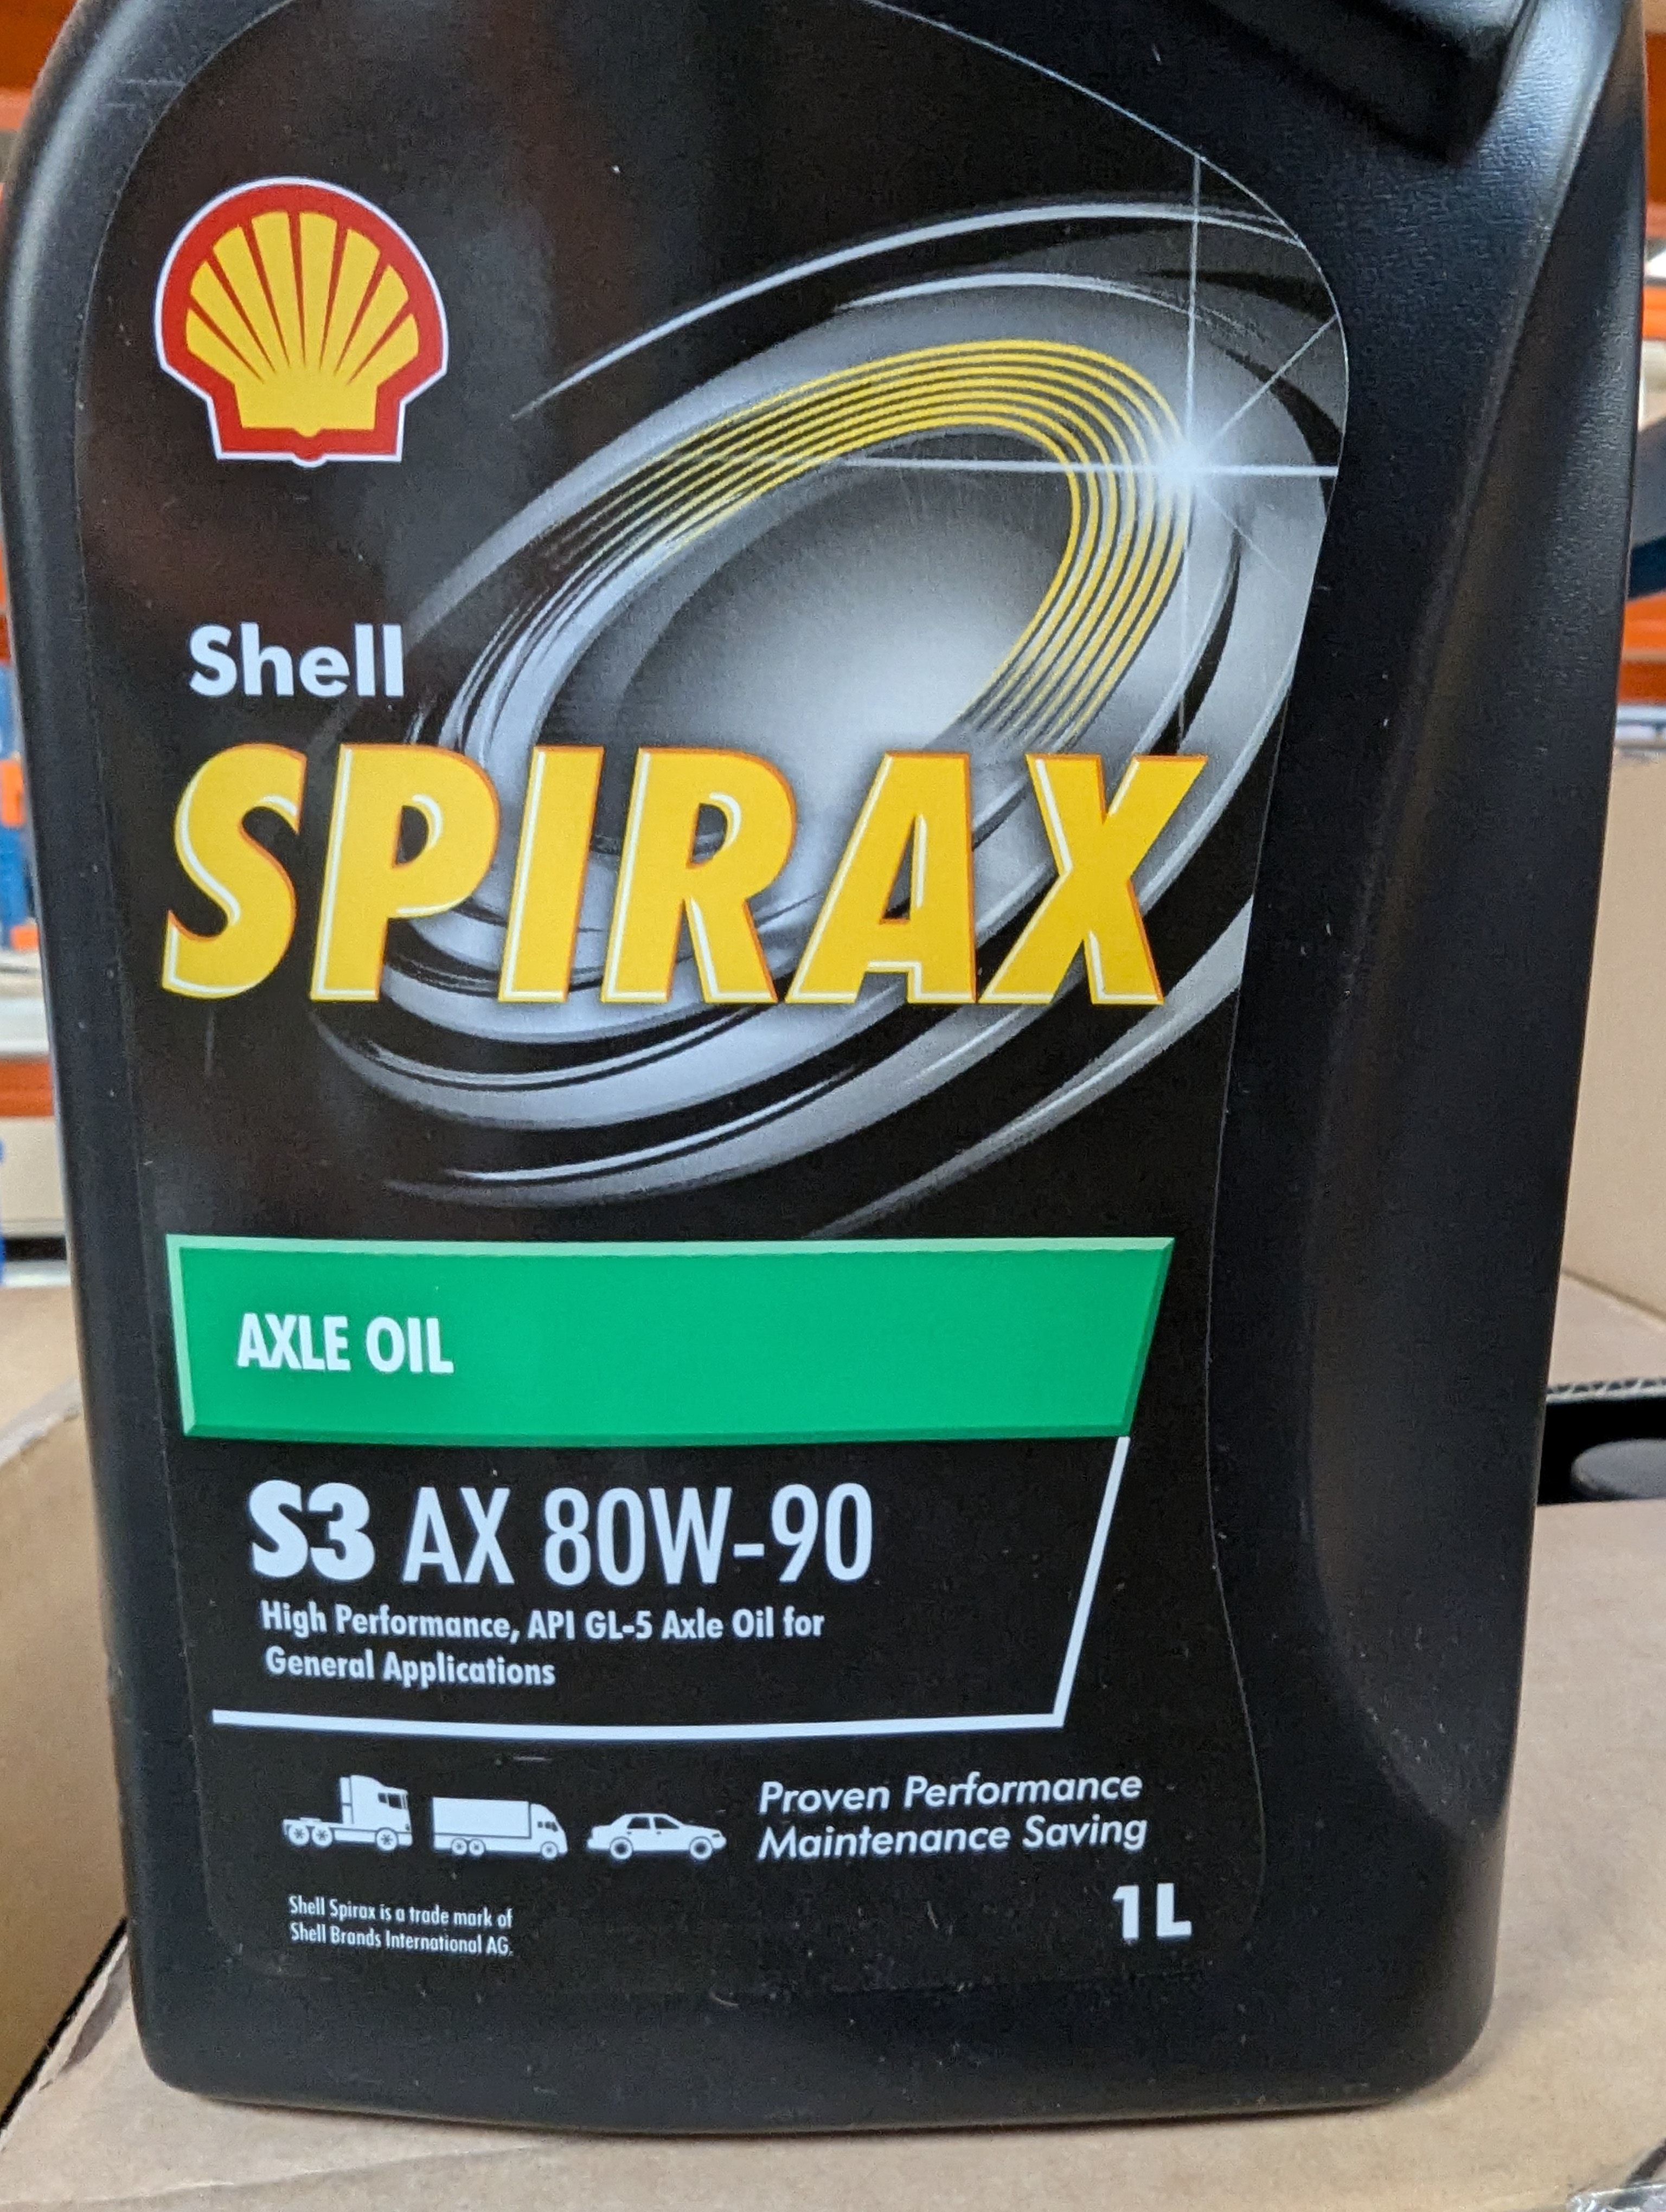 Shell
SPIRAX
AXLE OIL
S3 AX 80W-90
High Performance, API GL-5 Axle Oil for
General Applications
Proven Performance
Maintenance Saving
1L
Shell Spirax is a trade mark of
Shell Brands International AG.